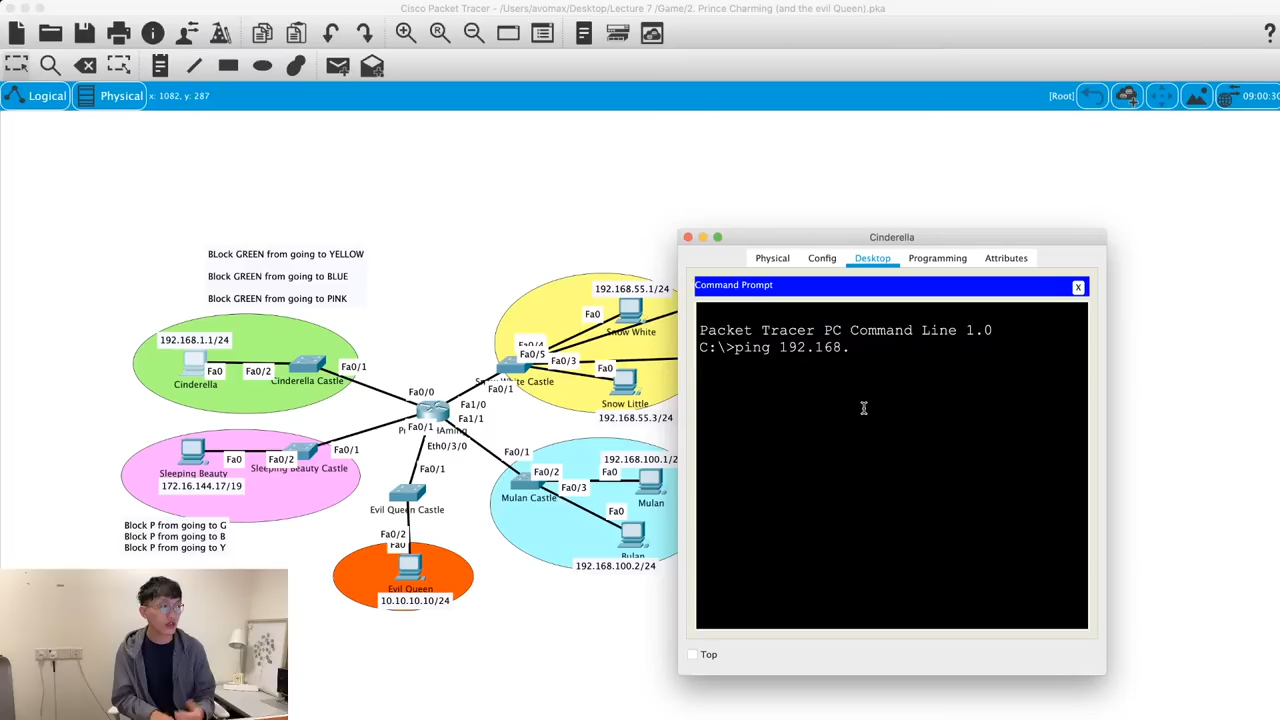 Cisco Packet Tracer - /Users/avomax/Desktop/Lecture 7 /Game/2. Prince Charming (and the evil Queen).pka
?
Logical
Physical
x: 1082, y: 287
[Root]
09:00:30
BLock GREEN from going to YELLOW
Block GREEN from going to BLUE
Block GREEN from going to PINK
192.168.1.1/24
Fa0
Fa0/2
Fa0/1
Cinderella
Cinderella Castle
Fa0/0
192.168.55.1/24
Fa0
Snow White
Fa0/5
Fa0/3
Fa0
Fa0/1
Snow Little
192.168.55.3/24
Fa1/0
Fa1/1
Fa0/1
Eth0/3/0
Fa0/1
Sleeping Beauty
Fa0
Fa0/2
Fa0/1
Sleeping Beauty Castle
172.16.144.17/19
Block P from going to G
Block P from going to B
Block P from going to Y
Fa0/1
Evil Queen Castle
Fa0/2
Fa0
Evil Queen
10.10.10.10/24
192.168.100.1/2
Fa0/2
Fa0
Fa0/3
Mulan Castle
Mulan
Fa0
192.168.100.2/24
Cinderella
Physical
Config
Desktop
Programming
Attributes
Command Prompt
X
Packet Tracer PC Command Line 1.0
C:\>ping 192.168.
Top